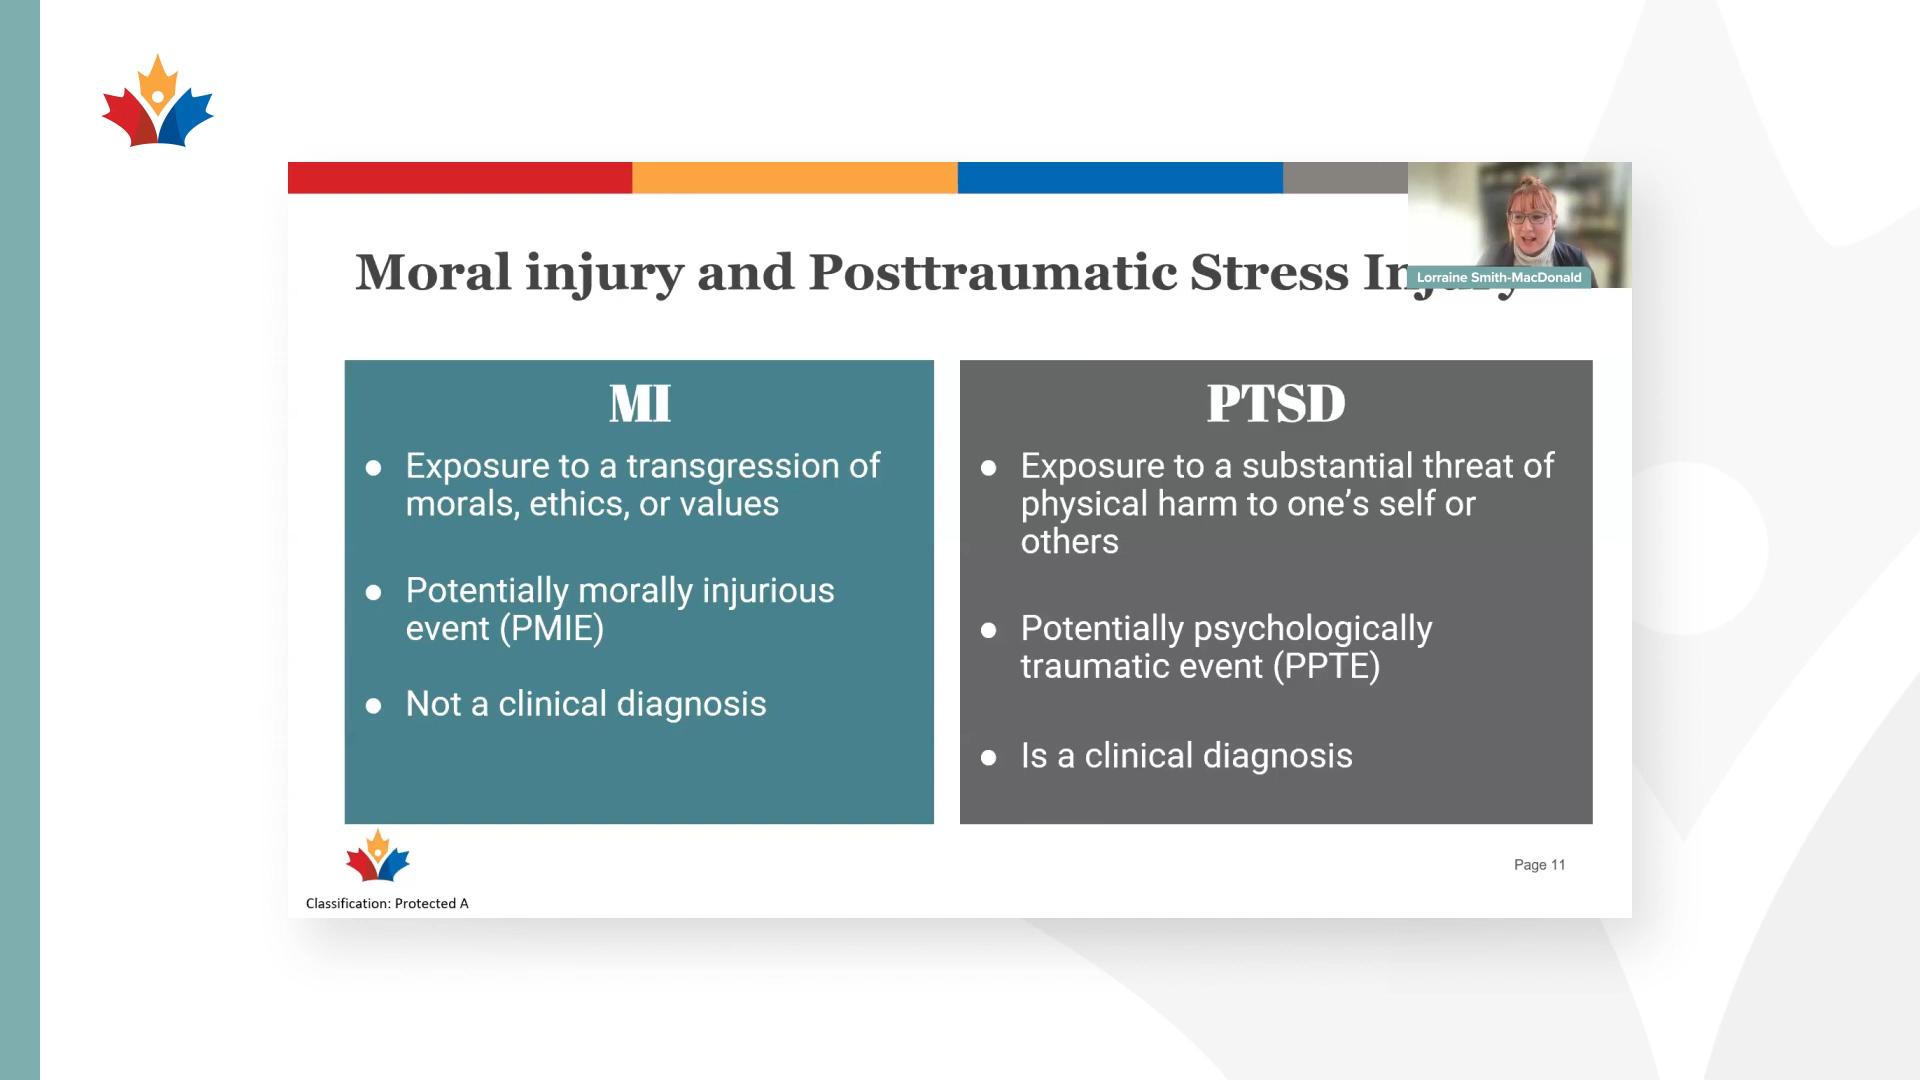 Moral injury and Posttraumatic Stress Injury
Lorraine Smith-MacDonald
MI
● Exposure to a transgression of
morals, ethics, or values
● Potentially morally injurious
event (PMIE)
● Not a clinical diagnosis
PTSD
● Exposure to a substantial threat of
physical harm to one’s self or
others
● Potentially psychologically
traumatic event (PPTE)
● Is a clinical diagnosis
Page 11
Classification: Protected A